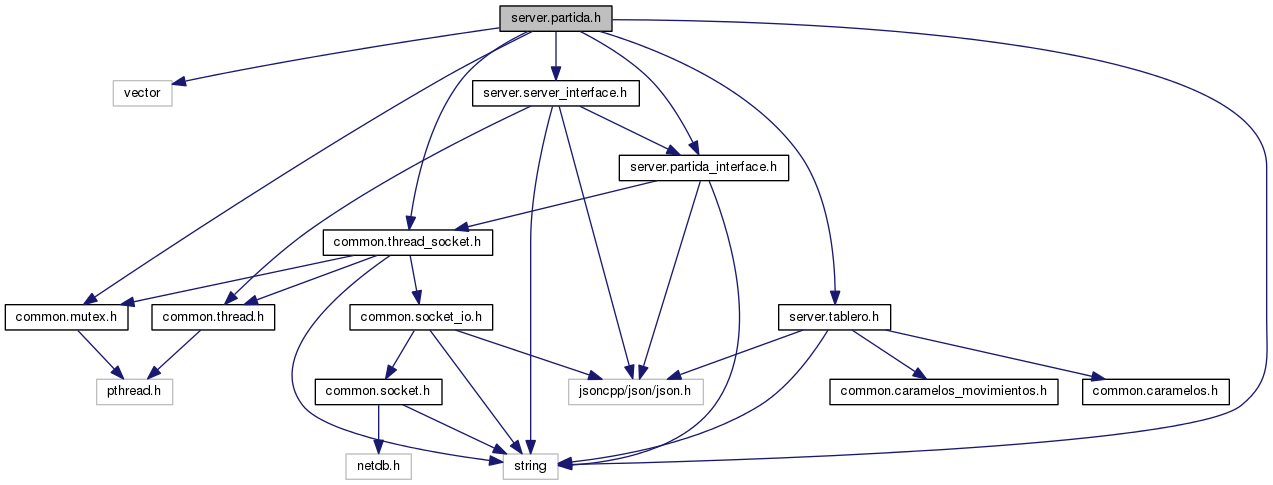 server.partida.h
vector
server.server_interface.h
server.partida_interface.h
common.thread_socket.h
common.mutex.h
common.thread.h
common.socket_io.h
server.tablero.h
pthread.h
common.socket.h
jsoncpp/json/json.h
common.caramelos_movimientos.h
common.caramelos.h
netdb.h
string